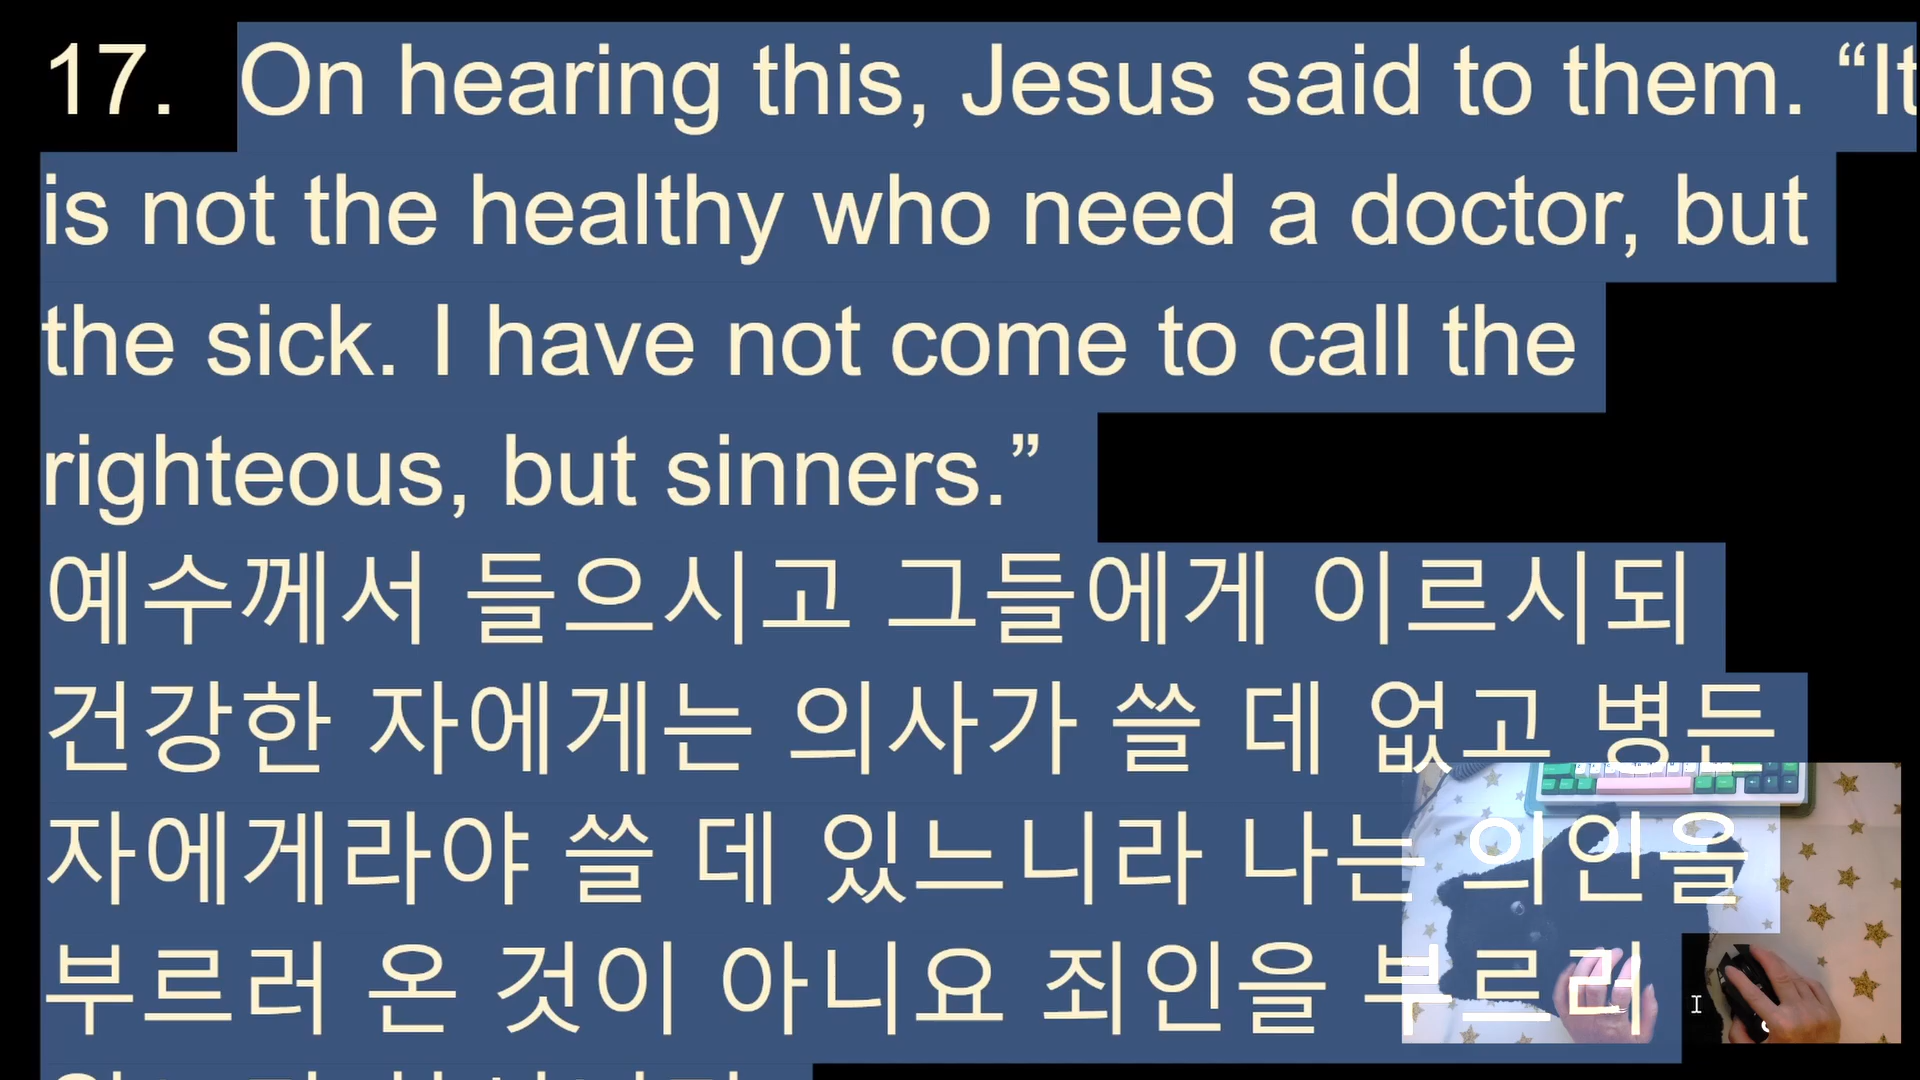 17. On hearing this, Jesus said to them. “It
is not the healthy who need a doctor, but
the sick. I have not come to call the
righteous, but sinners.”
예수께서 들으시고 그들에게 이르시되
건강한 자에게는 의사가 쓸 데 없고 병든
자에게라야 쓸 데 있느니라 나는 의인을
부르러 온 것이 아니요 죄인을 부르러